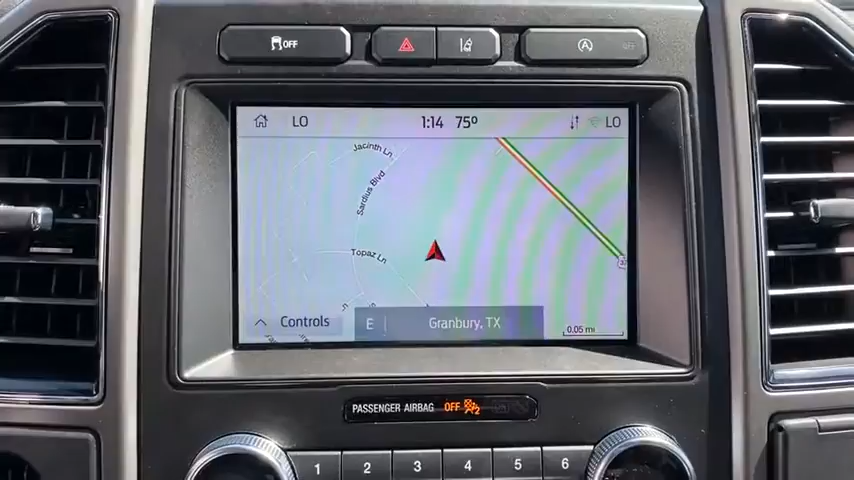 OFF
LO
1:14 75°
LO
Jacinth Ln
Sardius Blvd
Topaz Ln
Controls
E
Granbury, TX
0.05 mi
PASSENGER AIRBAG OFF 2
1 2 3 4 5 6